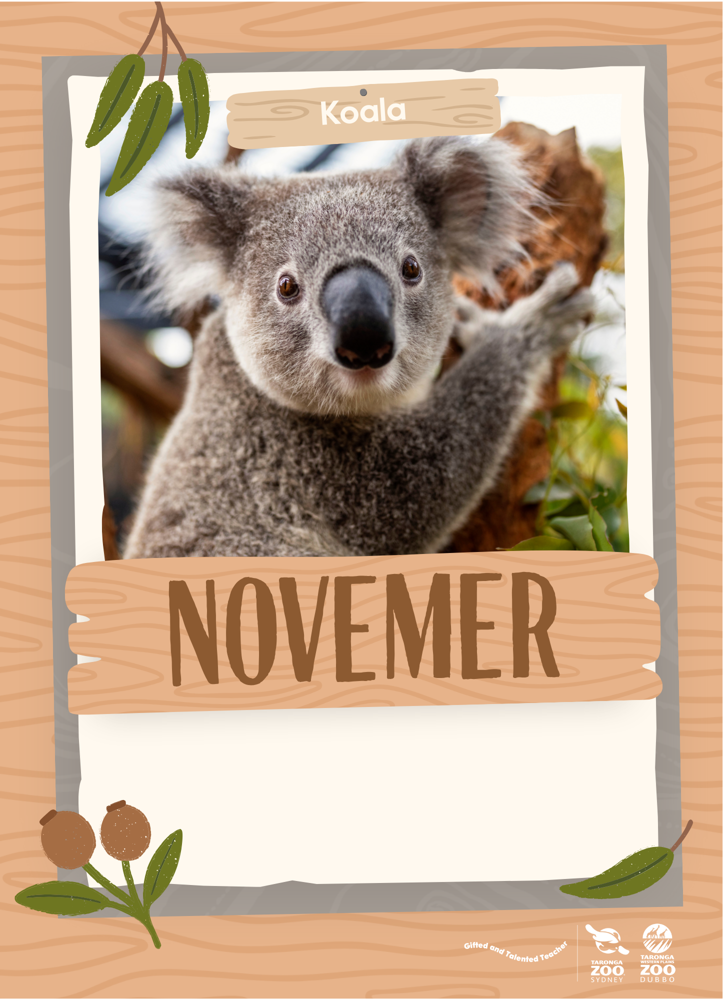 Koala
NOVEMER
Gifted and Talented Teacher
TARONGA
ZOO
SYDNEY
TARONGA
WESTERN PLAINS
ZOO
DUBBO